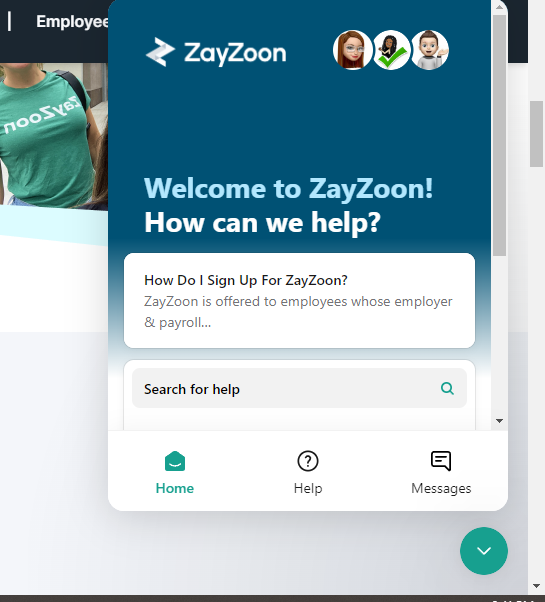 | Employee
ZayZoon
ZayZoon
Welcome to ZayZoon!
How can we help?
How Do I Sign Up For ZayZoon?
ZayZoon is offered to employees whose employer
& payroll...
Search for help
Home
Help
Messages